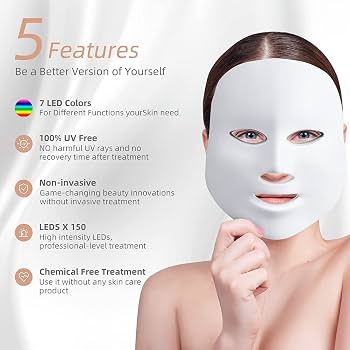 5 Features
Be a Better Version of Yourself
7 LED Colors
For Different Functions yourSkin need
100% UV Free
NO harmful UV rays and no
recovery time after treatment
Non-invasive
Game-changing beauty innovations
without invasive treatment
LEDS X 150
High intensity LEDs,
professional-level treatment
Chemical Free Treatment
Use it without any skin care
product